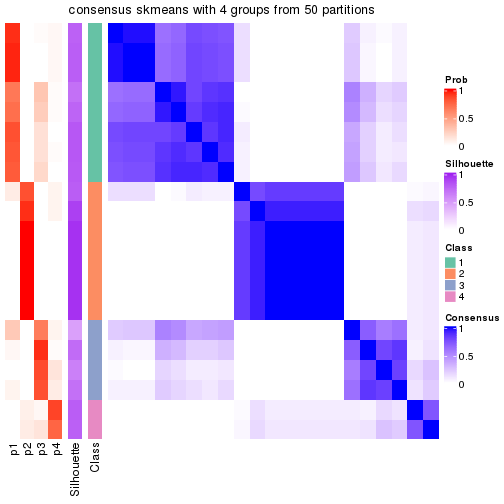 consensus skmeans with 4 groups from 50 partitions
Prob
1
0.5
0
Silhouette
1
0.5
0
Class
1
2
3
4
Consensus
1
0.5
0
p1
p2
p3
p4
Silhouette
Class